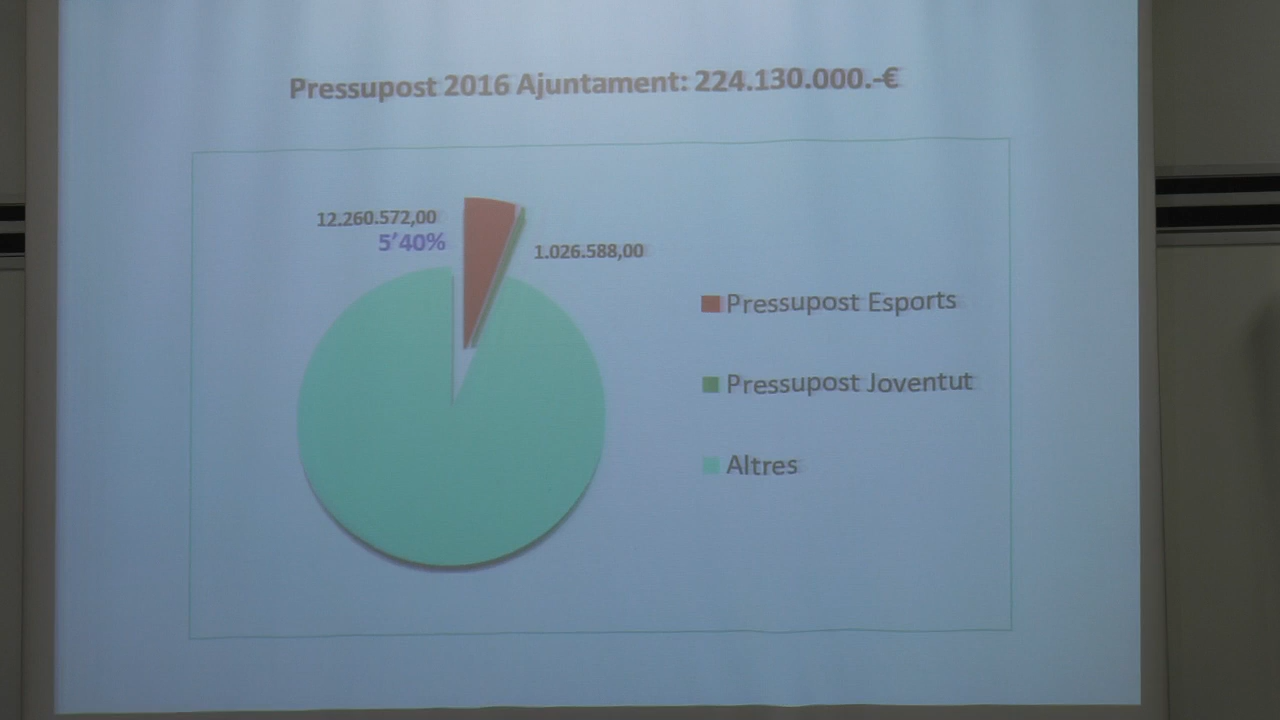 Pressupost 2016 Ajuntament: 224.130.000.-€
12.260.572,00
5’40%
1.026.588,00
Pressupost Esports
Pressupost Joventut
Altres